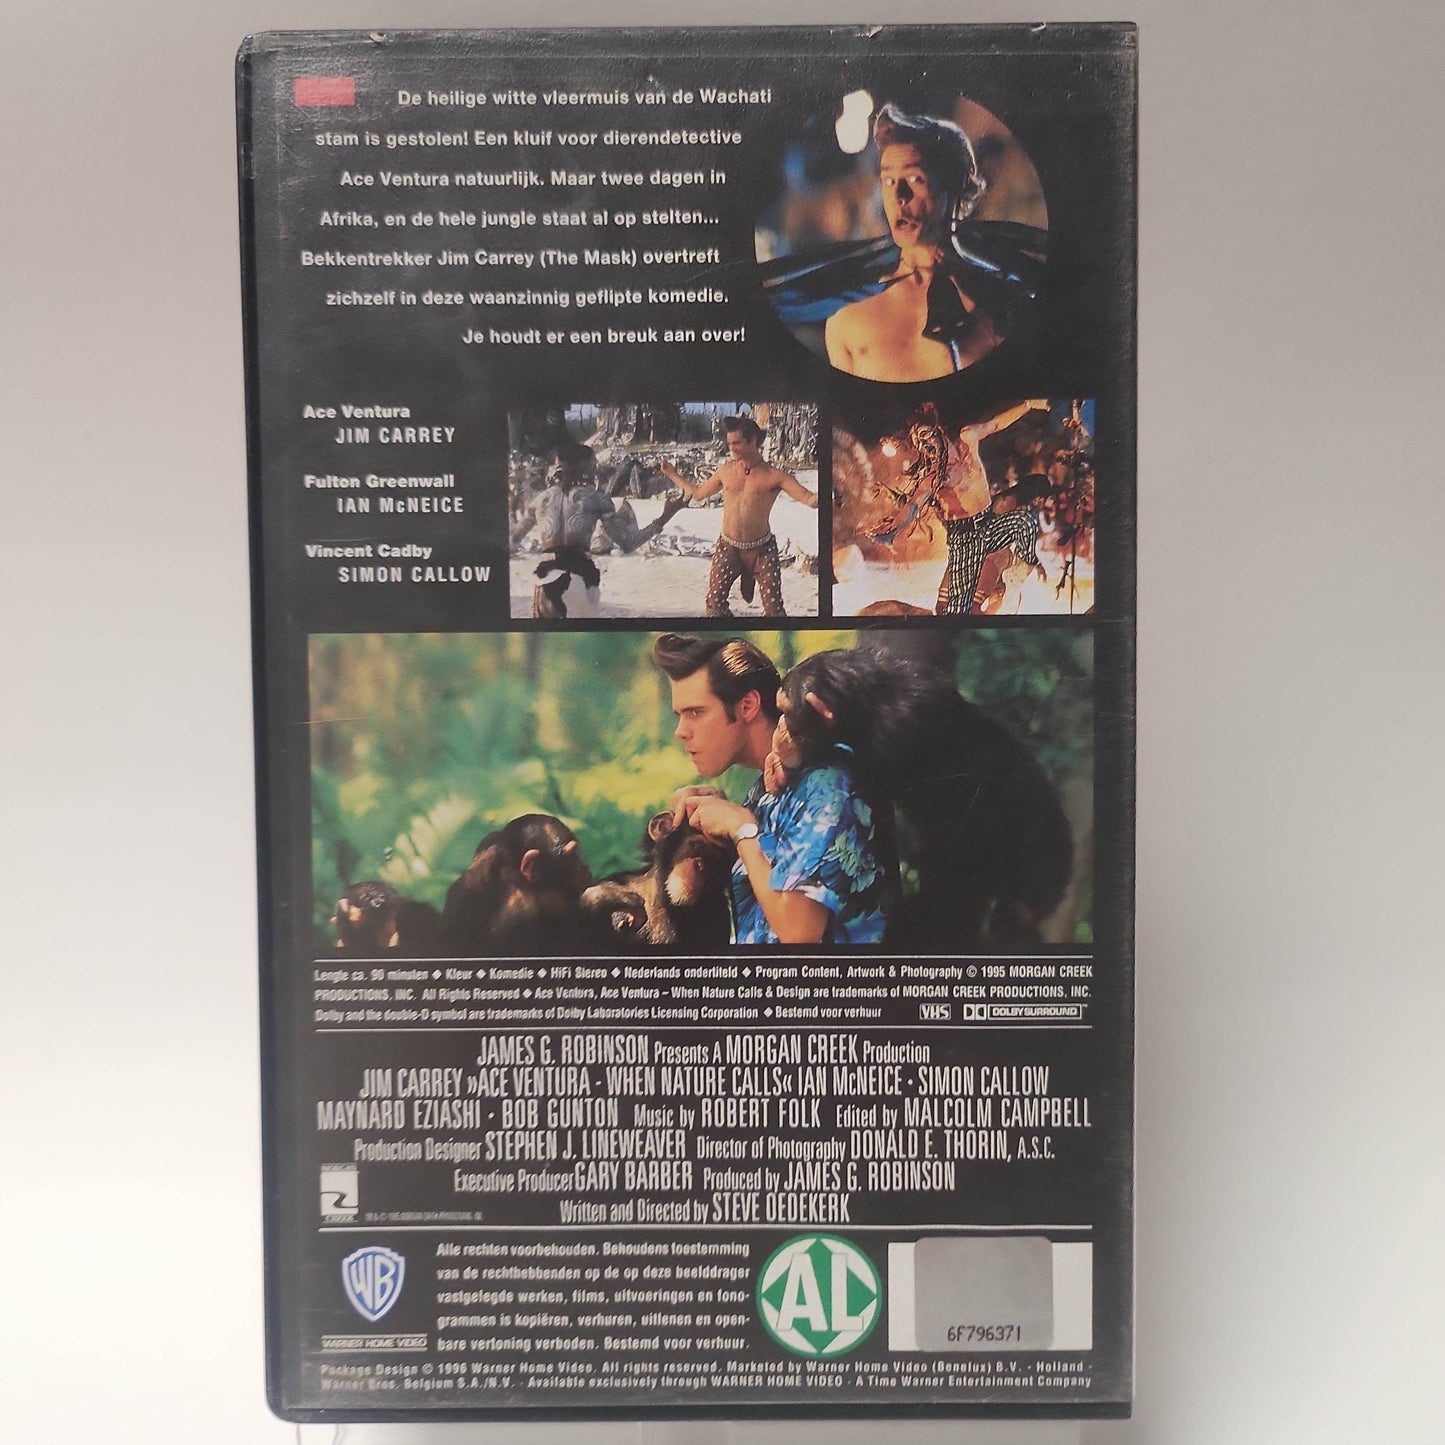 De heilige witte vleermuis van de Wachati
stam is gestolen! Een kluif voor dierendetective
Ace Ventura natuurlijk. Maar twee dagen in
Afrika, en de hele jungle staat al op stelten...
Bekkentrekker Jim Carrey (The Mask) overtreft
zichzelf in deze waanzinnig geflipte komedie.
Je houdt er een breuk aan over!
Ace Ventura
JIM CARREY
Fulton Greenwall
IAN McNEICE
Vincent Cadby
SIMON CALLOW
Lengte ca. 90 minuten ◆ Kleur ◆ Komedie ◆ HiFi Stereo ◆ Nederlands ondertiteld ◆ Program Content, Artwork & Photography © 1995 MORGAN CREEK
PRODUCTIONS, INC. All Rights Reserved ◆ Ace Ventura, Ace Ventura – When Nature Calls & Design are trademarks of MORGAN CREEK PRODUCTIONS, INC.
Dolby and the double-D symbol are trademarks of Dolby Laboratories Licensing Corporation ◆ Bestemd voor verhuur VHS DOLBY SURROUND
JAMES G. ROBINSON Presents A MORGAN CREEK Production
JIM CARREY »ACE VENTURA - WHEN NATURE CALLS« IAN McNEICE · SIMON CALLOW
MAYNARD EZIASHI · BOB GUNTON Music by ROBERT FOLK Edited by MALCOLM CAMPBELL
Production Designer STEPHEN J. LINEWEAVER Director of Photography DONALD E. THORIN, A.S.C.
Executive Producer GARY BARBER Produced by JAMES G. ROBINSON
Written and Directed by STEVE OEDEKERK
MORGAN
CREEK
WB
WARNER HOME VIDEO
Alle rechten voorbehouden. Behoudens toestemming
van de rechthebbenden op de op deze beelddrager
vastgelegde werken, films, uitvoeringen en fono-
grammen is kopiëren, verhuren, uitlenen en open-
bare vertoning verboden. Bestemd voor verhuur.
AL
6F796371
Package Design © 1996 Warner Home Video. All rights reserved. Marketed by Warner Home Video (Benelux) B.V. - Holland -
Warner Bros. Belgium S.A./N.V. - Available exclusively through WARNER HOME VIDEO - A Time Warner Entertainment Company